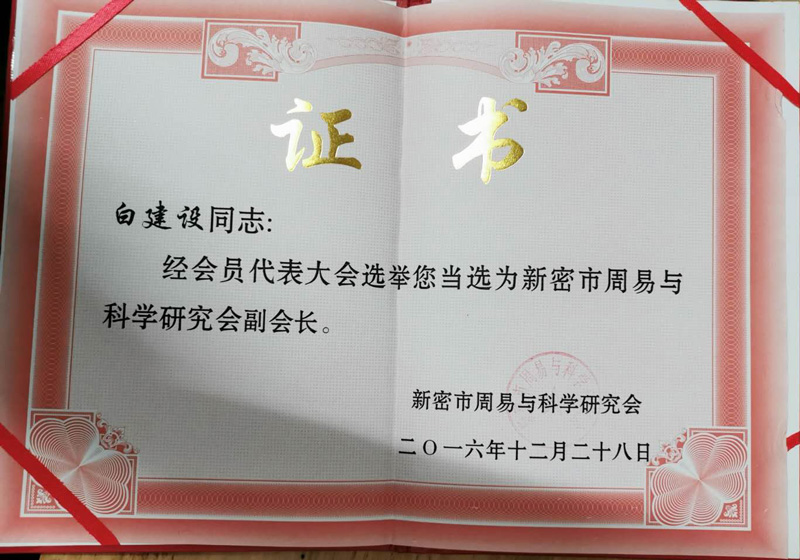 证 书
白建设同志:
经会员代表大会选举您当选为新密市周易与
科学研究会副会长。
新密市周易与科学研究会
二〇一六年十二月二十八日